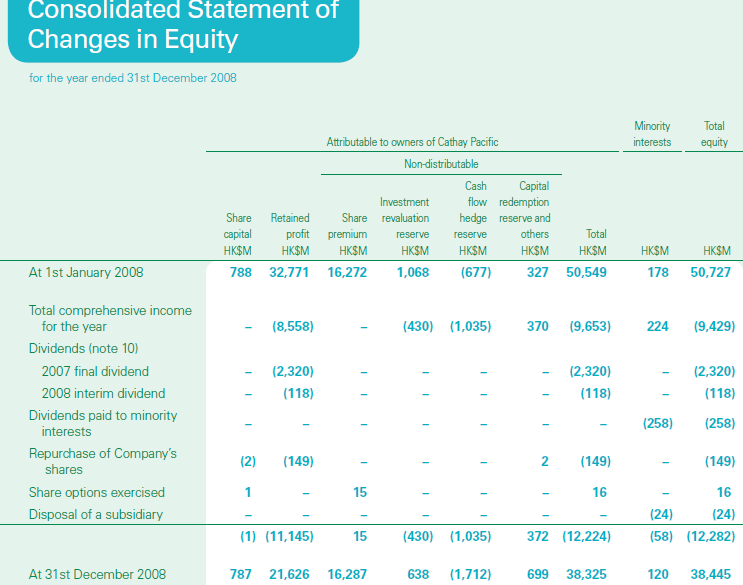 Consolidated Statement of
Changes in Equity
for the year ended 31st December 2008
Minority Total
Attributable to owners of Cathay Pacific interests equity
Non-distributable
Cash Capital
Investment flow redemption
Share Retained Share revaluation hedge reserve and
capital profit premium reserve reserve others Total
HK$M HK$M HK$M HK$M HK$M HK$M HK$M HK$M HK$M
At 1st January 2008 788 32,771 16,272 1,068 (677) 327 50,549 178 50,727
Total comprehensive income
for the year – (8,558) – (430) (1,035) 370 (9,653) 224 (9,429)
Dividends (note 10)
2007 final dividend – (2,320) – – – – (2,320) – (2,320)
2008 interim dividend – (118) – – – – (118) – (118)
Dividends paid to minority
interests – – – – – – – (258) (258)
Repurchase of Company's
shares (2) (149) – – – 2 (149) – (149)
Share options exercised 1 – 15 – – – 16 – 16
Disposal of a subsidiary – – – – – – – (24) (24)
(1) (11,145) 15 (430) (1,035) 372 (12,224) (58) (12,282)
At 31st December 2008 787 21,626 16,287 638 (1,712) 699 38,325 120 38,445